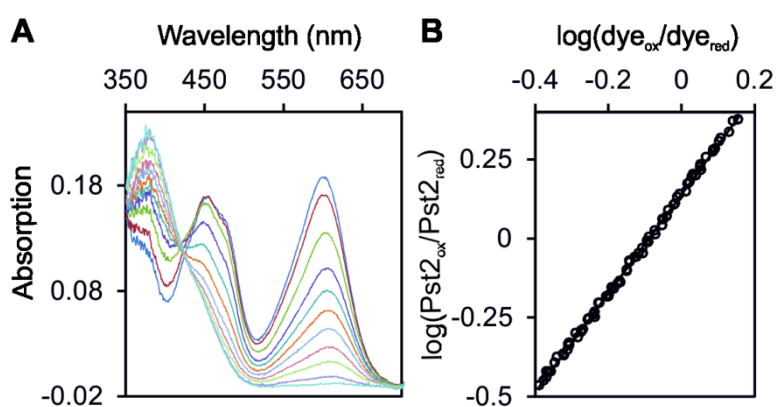 A
Wavelength (nm)
350 450 550 650
Absorption
0.18
0.08
-0.02
B
log(dyeox/dyered)
-0.4 -0.2 0 0.2
log(Pst2ox/Pst2red)
0.25
0
-0.25
-0.5